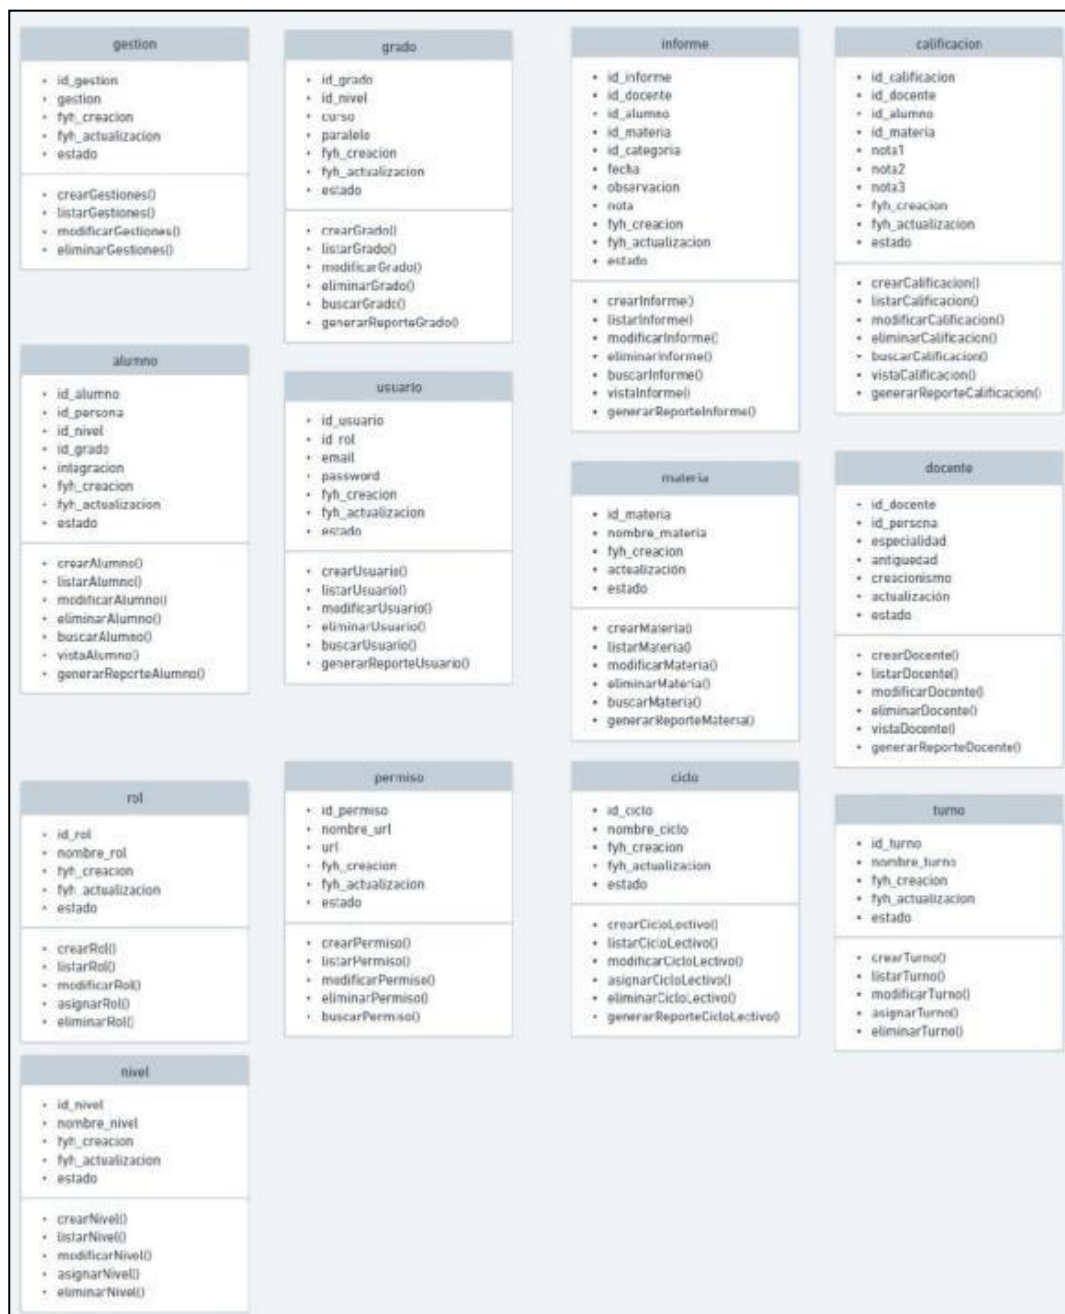 gestion
id_gestion
gestion
fyh_creacion
fyh_actualizacion
estado
crearGestiones()
listarGestiones()
modificarGestiones()
eliminarGestiones()
grado
id_grado
id_nivel
curso
paralelo
fyh_creacion
fyh_actualizacion
estado
crearGrado()
listarGrado()
modificarGrado()
eliminarGrado()
buscarGrado()
generarReporteGrado()
informe
id_informe
id_docente
id_alumno
id_materia
id_categoria
fecha
observacion
nota
fyh_creacion
fyh_actualizacion
estado
crearInforme()
listarInforme()
modificarInforme()
eliminarInforme()
buscarInforme()
vistaInforme()
generarReporteInforme()
calificacion
id_calificacion
id_docente
id_alumno
id_materia
nota1
nota2
nota3
fyh_creacion
fyh_actualizacion
estado
crearCalificacion()
listarCalificacion()
modificarCalificacion()
eliminarCalificacion()
buscarCalificacion()
vistaCalificacion()
generarReporteCalificacion()
alumno
id_alumno
id_persona
id_nivel
id_grado
integracion
fyh_creacion
fyh_actualizacion
estado
crearAlumno()
listarAlumno()
modificarAlumno()
eliminarAlumno()
buscarAlumno()
vistaAlumno()
generarReporteAlumno()
usuario
id_usuario
id_rol
email
password
fyh_creacion
fyh_actualizacion
estado
crearUsuario()
listarUsuario()
modificarUsuario()
eliminarUsuario()
buscarUsuario()
generarReporteUsuario()
materia
id_materia
nombre_materia
fyh_creacion
actualización
estado
crearMateria()
listarMateria()
modificarMateria()
eliminarMateria()
buscarMateria()
generarReporteMateria()
docente
id_docente
id_persona
especialidad
antiguedad
creacionismo
actualización
estado
crearDocente()
listarDocente()
modificarDocente()
eliminarDocente()
vistaDocente()
generarReporteDocente()
rol
id_rol
nombre_rol
fyh_creacion
fyh_actualizacion
estado
crearRol()
listarRol()
modificarRol()
asignarRol()
eliminarRol()
permiso
id_permiso
nombre_url
url
fyh_creacion
fyh_actualizacion
estado
crearPermiso()
listarPermiso()
modificarPermiso()
eliminarPermiso()
buscarPermiso()
ciclo
id_ciclo
nombre_ciclo
fyh_creacion
fyh_actualizacion
estado
crearCicloLectivo()
listarCicloLectivo()
modificarCicloLectivo()
asignarCicloLectivo()
eliminarCicloLectivo()
generarReporteCicloLectivo()
turno
id_turno
nombre_turno
fyh_creacion
fyh_actualizacion
estado
crearTurno()
listarTurno()
modificarTurno()
asignarTurno()
eliminarTurno()
nivel
id_nivel
nombre_nivel
fyh_creacion
fyh_actualizacion
estado
crearNivel()
listarNivel()
modificarNivel()
asignarNivel()
eliminarNivel()